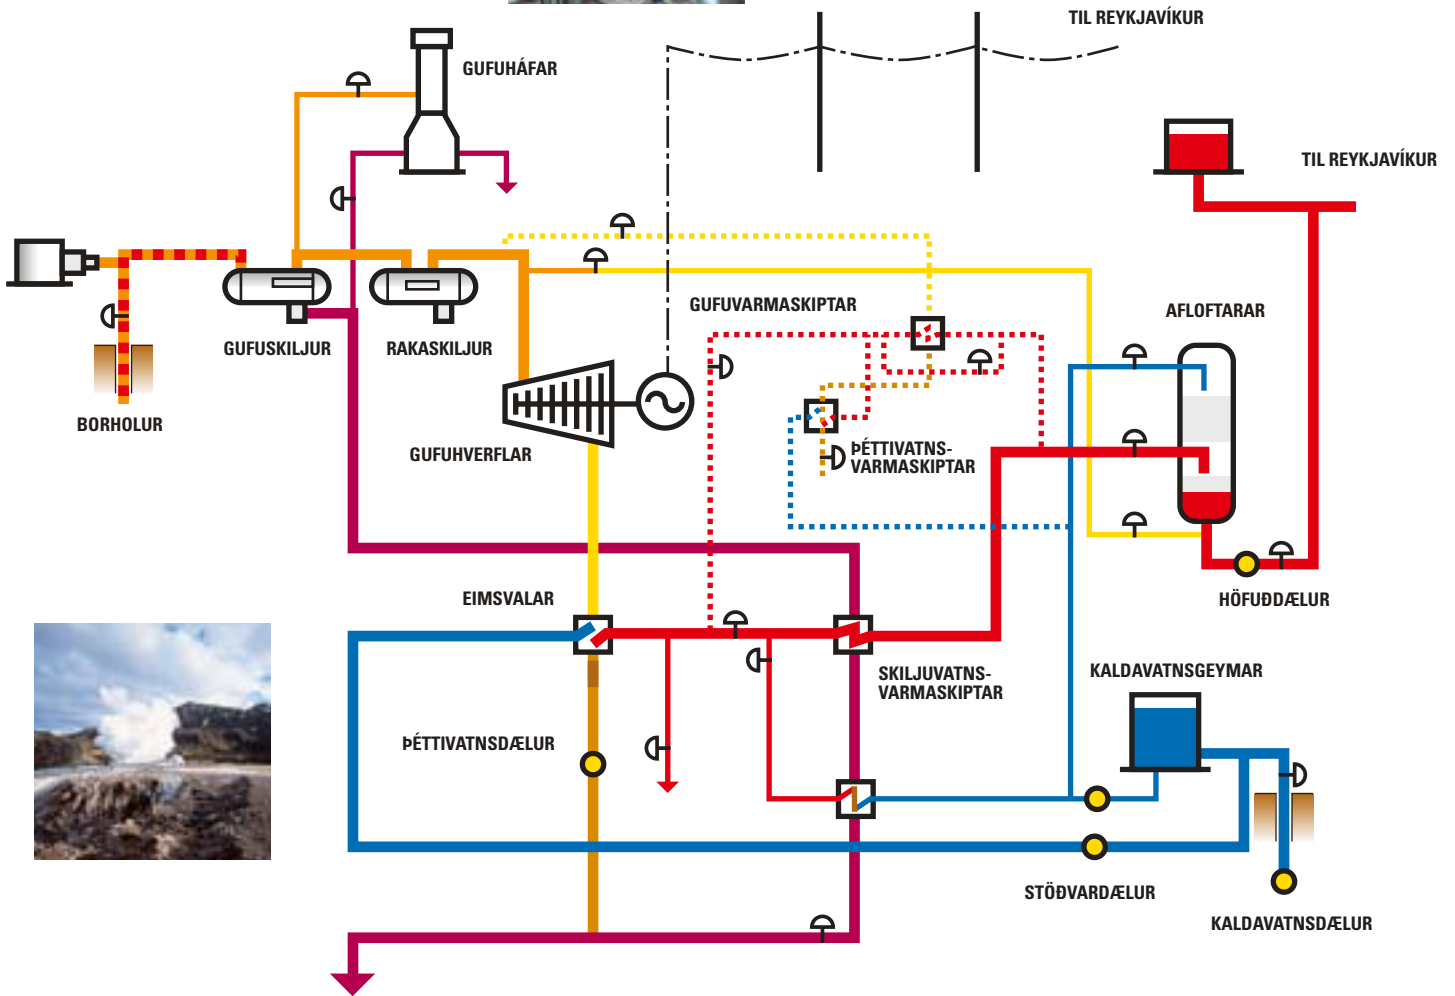 TIL REYKJAVÍKUR
GUFUHÁFAR
TIL REYKJAVÍKUR
GUFUVARMASKIPTAR
AFLOFTARAR
GUFUSKILJUR
RAKASKILJUR
BORHOLUR
GUFUHVERFLAR
ÞÉTTIVATNS-
VARMASKIPTAR
EIMSVALAR
HÖFUÐDÆLUR
SKILJUVATNS-
VARMASKIPTAR
KALDAVATNSGEYMAR
ÞÉTTIVATNSDÆLUR
STÖÐVARDÆLUR
KALDAVATNSDÆLUR